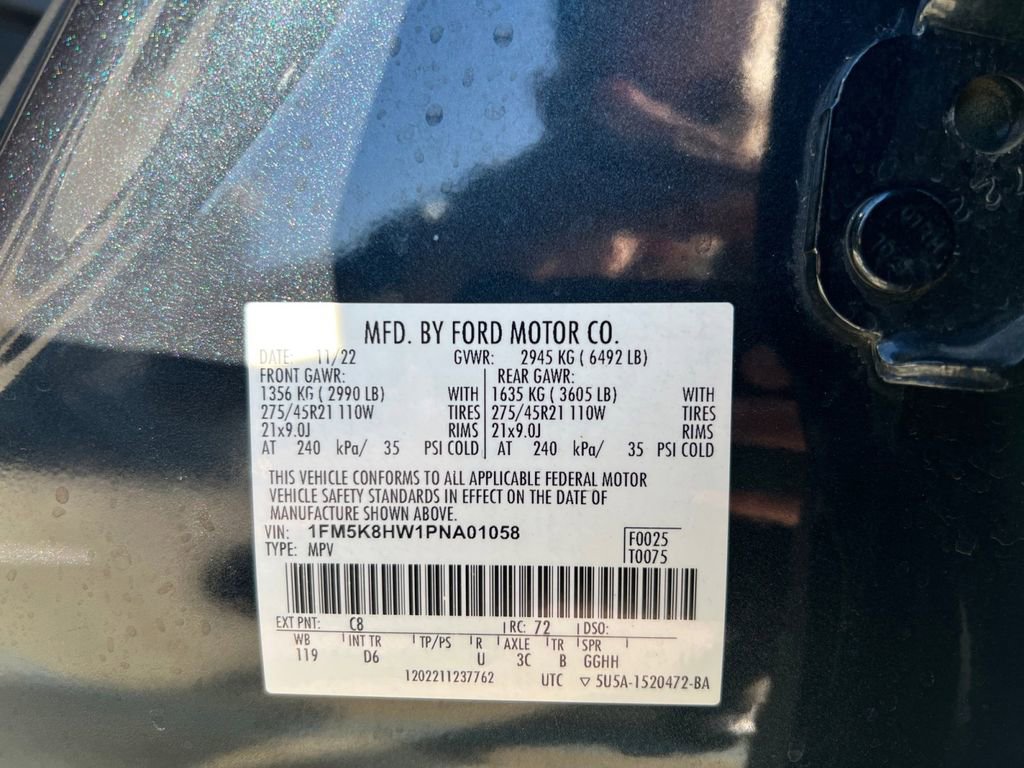 MFD. BY FORD MOTOR CO.
DATE: 11/22 GVWR: 2945 KG ( 6492 LB)
FRONT GAWR: REAR GAWR:
1356 KG ( 2990 LB) WITH 1635 KG ( 3605 LB) WITH
275/45R21 110W TIRES 275/45R21 110W TIRES
21x9.0J RIMS 21x9.0J RIMS
AT 240 kPa/ 35 PSI COLD AT 240 kPa/ 35 PSI COLD
THIS VEHICLE CONFORMS TO ALL APPLICABLE FEDERAL MOTOR
VEHICLE SAFETY STANDARDS IN EFFECT ON THE DATE OF
MANUFACTURE SHOWN ABOVE.
VIN: 1FM5K8HW1PNA01058 F0025
TYPE: MPV T0075
EXT PNT: C8 RC: 72 DSO:
WB INT TR TP/PS R AXLE TR SPR
119 D6 U 3C B GGHH
1202211237762 UTC ▽ 5U5A-1520472-BA